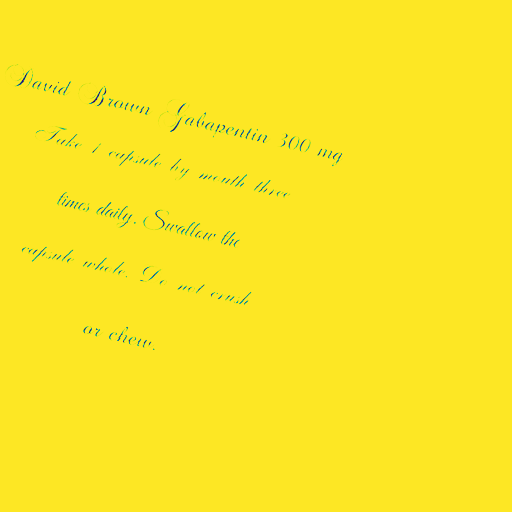 David Brown Gabapentin 300 mg
Take 1 capsule by mouth three
times daily. Swallow the
capsule whole. Do not crush
or chew.